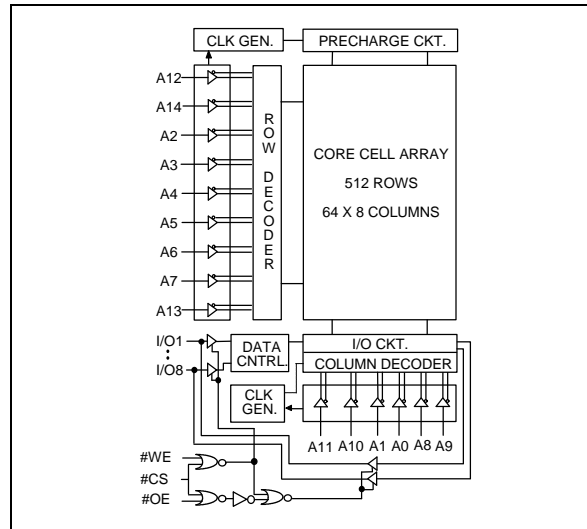 CLK GEN.
PRECHARGE CKT.
A12
A14
A2
A3
A4
A5
A6
A7
A13
ROW DECODER
CORE CELL ARRAY
512 ROWS
64 X 8 COLUMNS
I/O1
:
I/O8
DATA
CNTRL.
I/O CKT.
COLUMN DECODER
CLK
GEN.
A11 A10 A1 A0 A8 A9
#WE
#CS
#OE